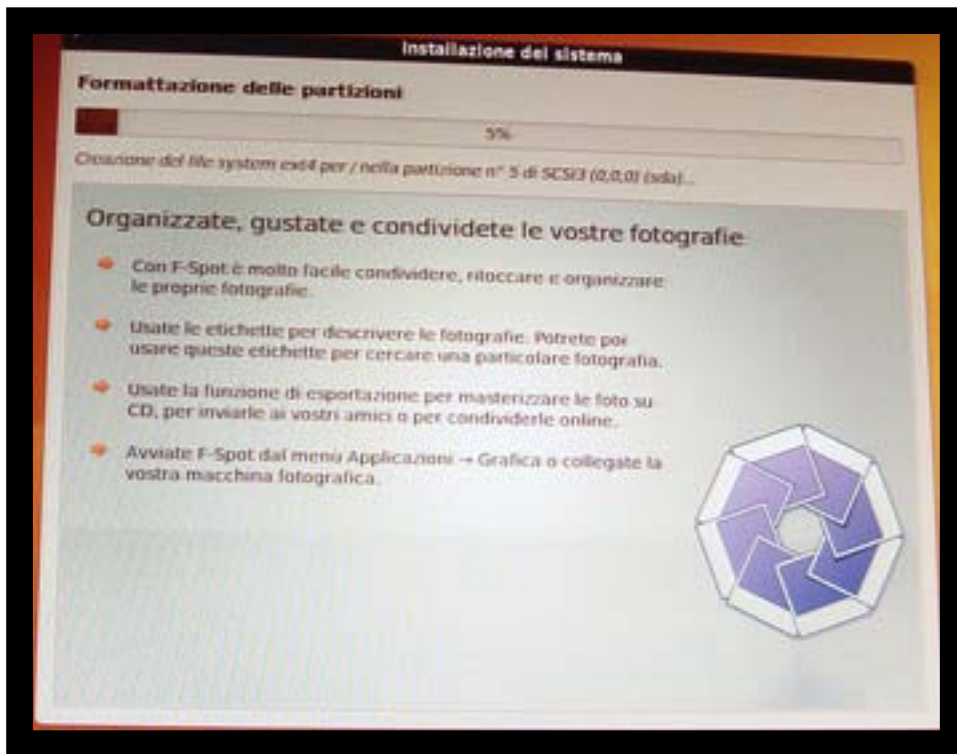 Installazione del sistema
Formattazione delle partizioni
5%
Creazione del file system ext4 per / nella partizione n° 5 di SCSI3 (0,0,0) (sda)...
Organizzate, gustate e condividete le vostre fotografie
Con F-Spot è molto facile condividere, ritoccare e organizzare
le proprie fotografie.
Usate le etichette per descrivere le fotografie. Potrete poi
usare queste etichette per cercare una particolare fotografia.
Usate la funzione di esportazione per masterizzare le foto su
CD, per inviarle ai vostri amici o per condividerle online.
Avviate F-Spot dal menù Applicazioni → Grafica o collegate la
vostra macchina fotografica.